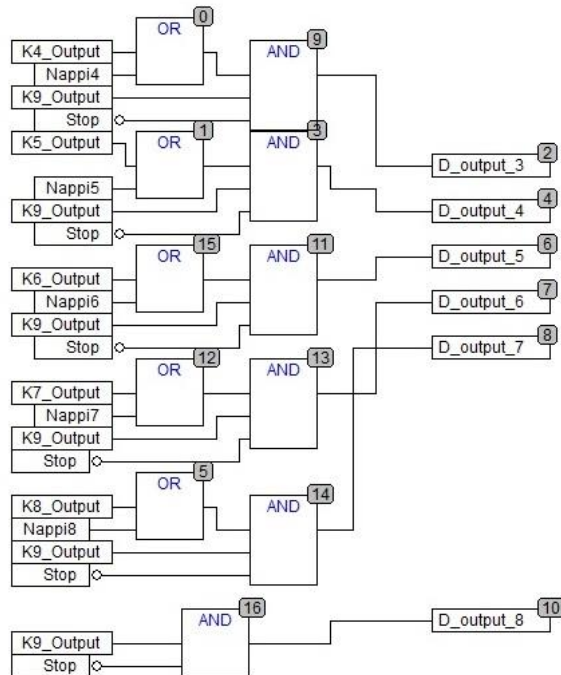 OR 0
K4_Output
AND 9
Nappi4
K9_Output
Stop
OR 1
AND 3
K5_Output
D_output_3 2
Nappi5
K9_Output
D_output_4 4
Stop
OR 15
AND 11
D_output_5 6
K6_Output
Nappi6
D_output_6 7
K9_Output
Stop
D_output_7 8
OR 12
AND 13
K7_Output
Nappi7
K9_Output
Stop
OR 5
AND 14
K8_Output
Nappi8
K9_Output
Stop
AND 16
D_output_8 10
K9_Output
Stop